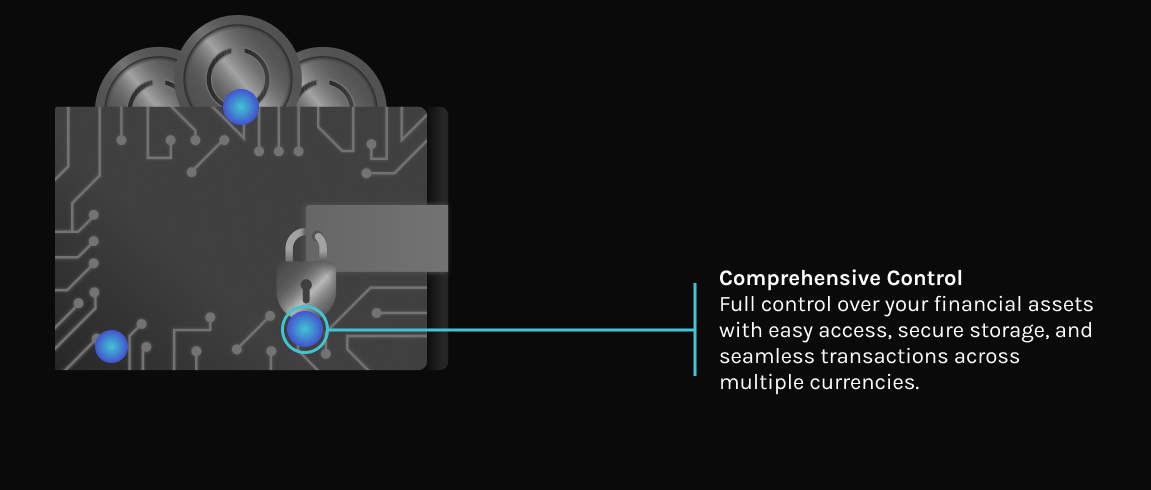 Comprehensive Control
Full control over your financial assets
with easy access, secure storage, and
seamless transactions across
multiple currencies.